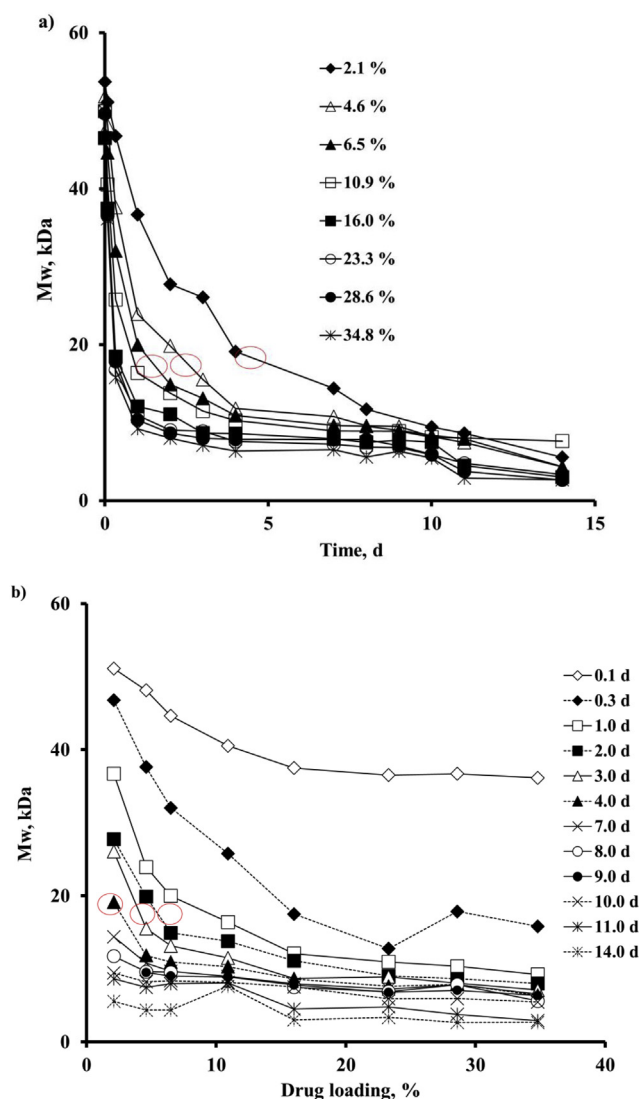 a)
60
40
20
0
Mw, kDa
0
5
10
15
Time, d
2.1 %
4.6 %
6.5 %
10.9 %
16.0 %
23.3 %
28.6 %
34.8 %
b)
60
40
20
0
Mw, kDa
0
10
20
30
40
Drug loading, %
0.1 d
0.3 d
1.0 d
2.0 d
3.0 d
4.0 d
7.0 d
8.0 d
9.0 d
10.0 d
11.0 d
14.0 d